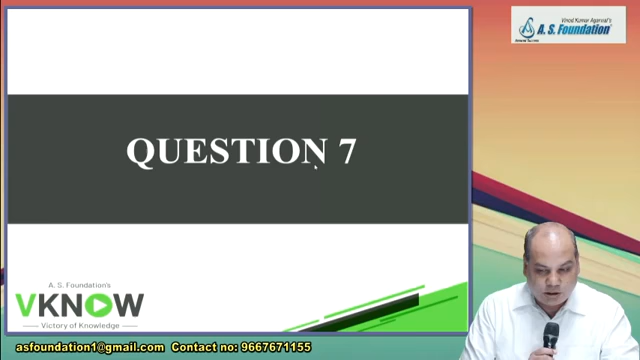 Vinod Kumar Agarwal's
A. S. Foundation
QUESTION 7
A. S. Foundation's
VKNOW
Victory of Knowledge
asfoundation1@gmail.com Contact no: 9667671155